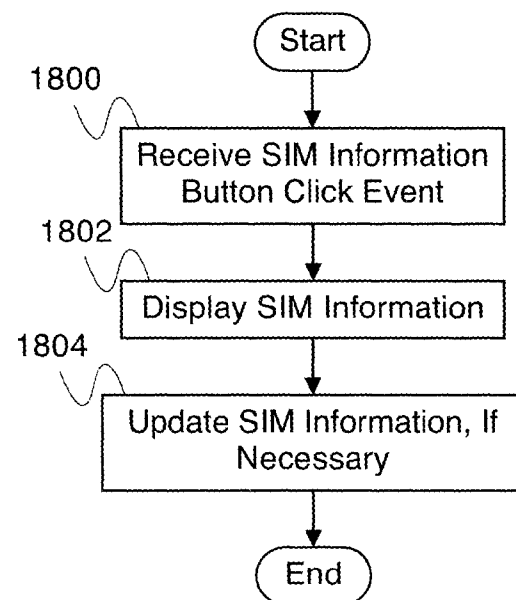 Start
1800
Receive SIM Information
Button Click Event
1802
Display SIM Information
1804
Update SIM Information, If
Necessary
End